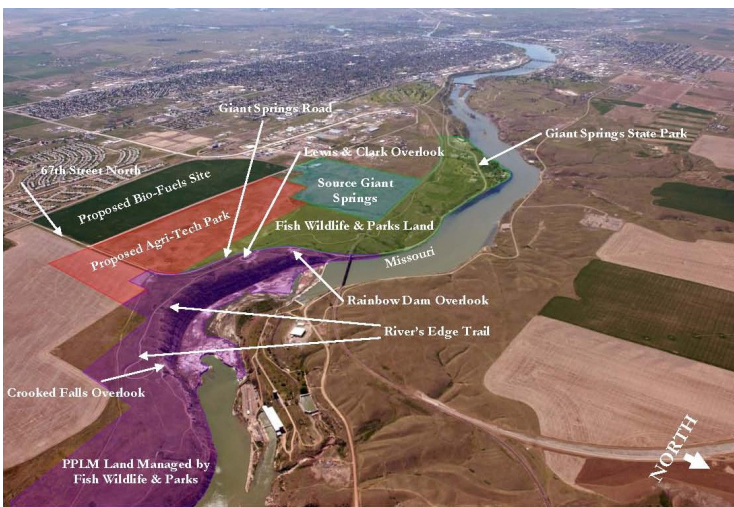 Giant Springs Road
Lewis & Clark Overlook
Giant Springs State Park
67th Street North
Proposed Bio-Fuels Site
Source Giant
Springs
Proposed Agri-Tech Park
Fish Wildlife & Parks Land
Missouri
Rainbow Dam Overlook
River's Edge Trail
Crooked Falls Overlook
PPLM Land Managed by
Fish Wildlife & Parks
NORTH